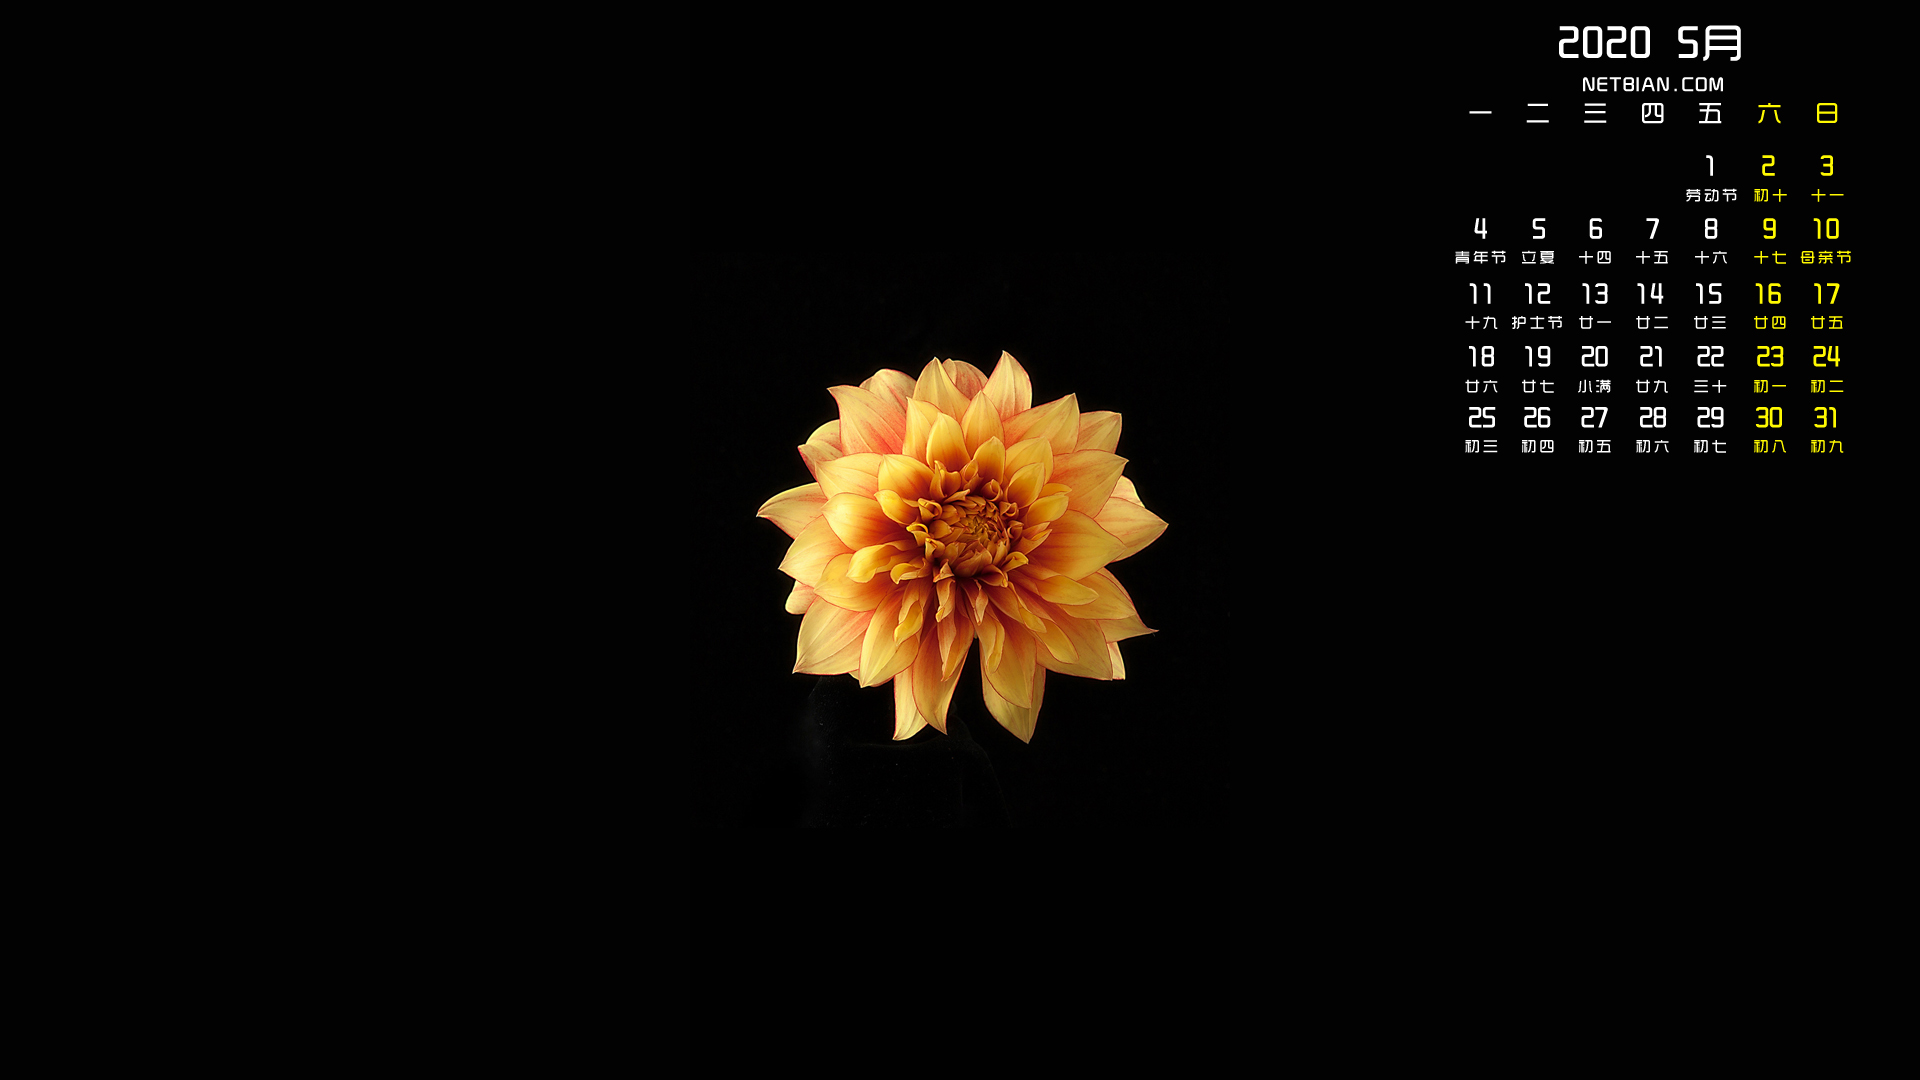 2020 5月
NETBIAN.COM
一 二 三 四 五 六 日
1 2 3
劳动节 初十 十一
4 5 6 7 8 9 10
青年节 立夏 十四 十五 十六 十七 母亲节
11 12 13 14 15 16 17
十九 护士节 廿一 廿二 廿三 廿四 廿五
18 19 20 21 22 23 24
廿六 廿七 小满 廿九 三十 初一 初二
25 26 27 28 29 30 31
初三 初四 初五 初六 初七 初八 初九